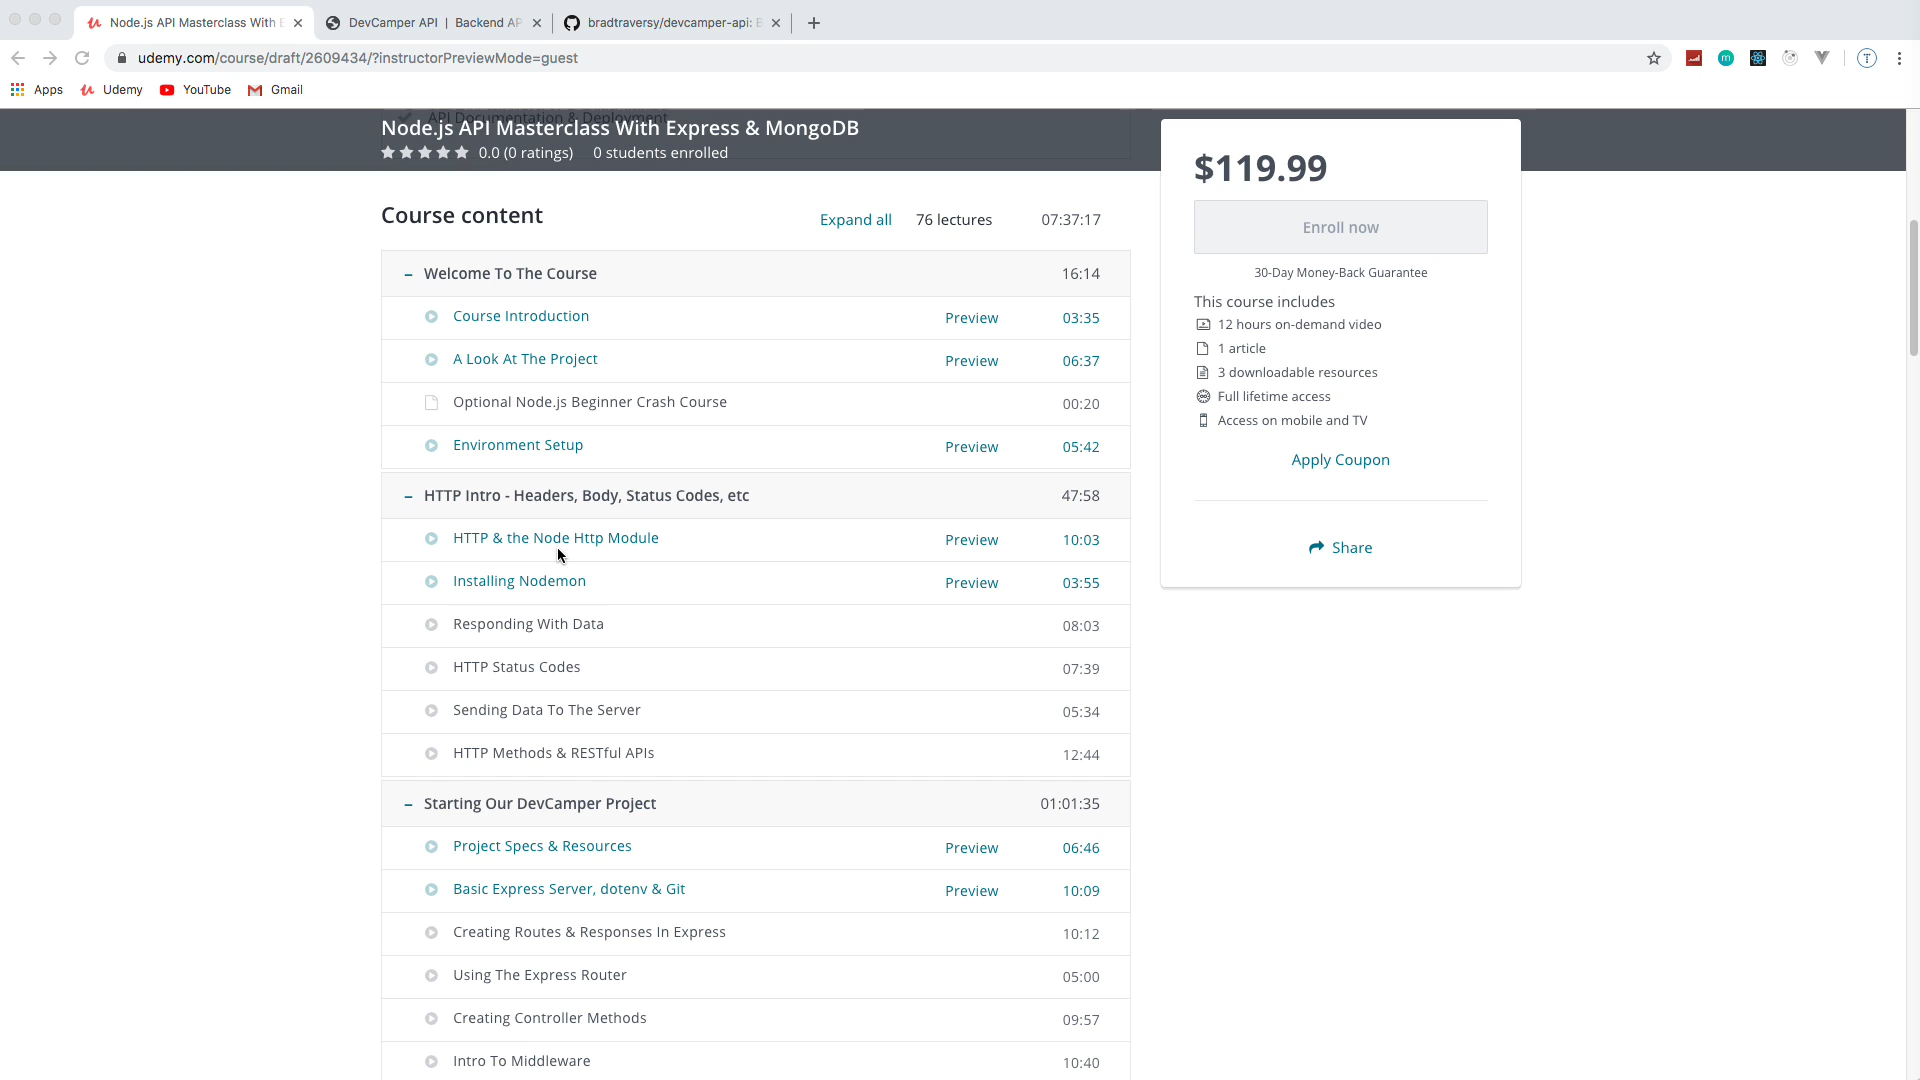 Node.js API Masterclass With E
DevCamper API | Backend AP
bradtraversy/devcamper-api: B
udemy.com/course/draft/2609434/?instructorPreviewMode=guest
Apps
Udemy
YouTube
Gmail
API Documentation & Deployment
Node.js API Masterclass With Express & MongoDB
0.0 (0 ratings) 0 students enrolled
Course content
Expand all 76 lectures 07:37:17
– Welcome To The Course 16:14
Course Introduction Preview 03:35
A Look At The Project Preview 06:37
Optional Node.js Beginner Crash Course 00:20
Environment Setup Preview 05:42
– HTTP Intro - Headers, Body, Status Codes, etc 47:58
HTTP & the Node Http Module Preview 10:03
Installing Nodemon Preview 03:55
Responding With Data 08:03
HTTP Status Codes 07:39
Sending Data To The Server 05:34
HTTP Methods & RESTful APIs 12:44
– Starting Our DevCamper Project 01:01:35
Project Specs & Resources Preview 06:46
Basic Express Server, dotenv & Git Preview 10:09
Creating Routes & Responses In Express 10:12
Using The Express Router 05:00
Creating Controller Methods 09:57
Intro To Middleware 10:40
$119.99
Enroll now
30-Day Money-Back Guarantee
This course includes
12 hours on-demand video
1 article
3 downloadable resources
Full lifetime access
Access on mobile and TV
Apply Coupon
Share